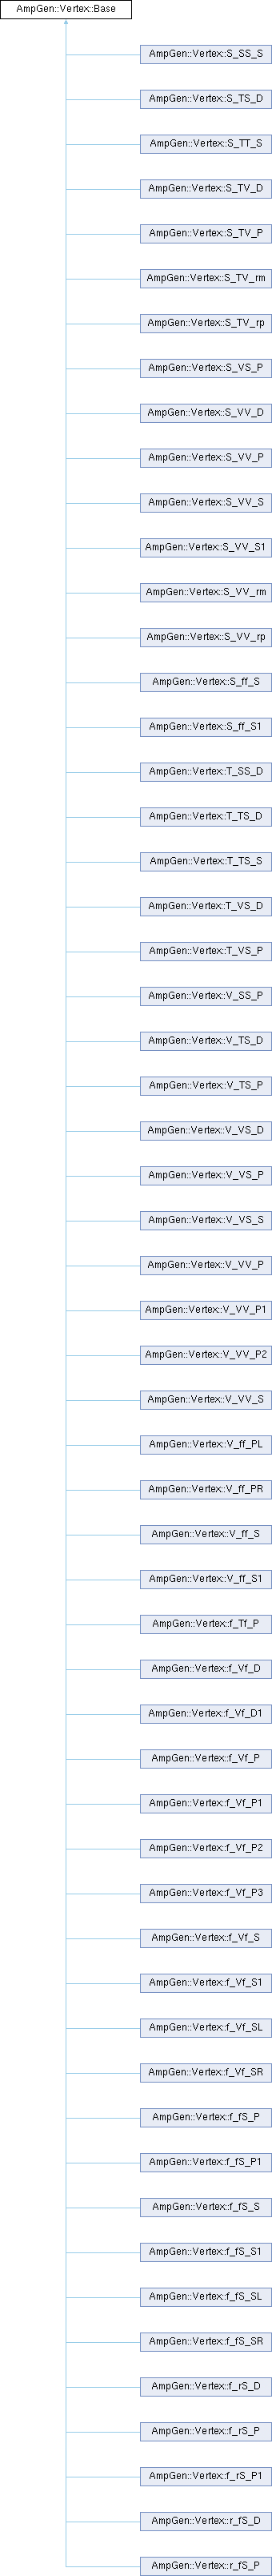 AmpGen::Vertex::Base
AmpGen::Vertex::S_SS_S
AmpGen::Vertex::S_TS_D
AmpGen::Vertex::S_TT_S
AmpGen::Vertex::S_TV_D
AmpGen::Vertex::S_TV_P
AmpGen::Vertex::S_TV_rm
AmpGen::Vertex::S_TV_rp
AmpGen::Vertex::S_VS_P
AmpGen::Vertex::S_VV_D
AmpGen::Vertex::S_VV_P
AmpGen::Vertex::S_VV_S
AmpGen::Vertex::S_VV_S1
AmpGen::Vertex::S_VV_rm
AmpGen::Vertex::S_VV_rp
AmpGen::Vertex::S_ff_S
AmpGen::Vertex::S_ff_S1
AmpGen::Vertex::T_SS_D
AmpGen::Vertex::T_TS_D
AmpGen::Vertex::T_TS_S
AmpGen::Vertex::T_VS_D
AmpGen::Vertex::T_VS_P
AmpGen::Vertex::V_SS_P
AmpGen::Vertex::V_TS_D
AmpGen::Vertex::V_TS_P
AmpGen::Vertex::V_VS_D
AmpGen::Vertex::V_VS_P
AmpGen::Vertex::V_VS_S
AmpGen::Vertex::V_VV_P
AmpGen::Vertex::V_VV_P1
AmpGen::Vertex::V_VV_P2
AmpGen::Vertex::V_VV_S
AmpGen::Vertex::V_ff_PL
AmpGen::Vertex::V_ff_PR
AmpGen::Vertex::V_ff_S
AmpGen::Vertex::V_ff_S1
AmpGen::Vertex::f_Tf_P
AmpGen::Vertex::f_Vf_D
AmpGen::Vertex::f_Vf_D1
AmpGen::Vertex::f_Vf_P
AmpGen::Vertex::f_Vf_P1
AmpGen::Vertex::f_Vf_P2
AmpGen::Vertex::f_Vf_P3
AmpGen::Vertex::f_Vf_S
AmpGen::Vertex::f_Vf_S1
AmpGen::Vertex::f_Vf_SL
AmpGen::Vertex::f_Vf_SR
AmpGen::Vertex::f_fS_P
AmpGen::Vertex::f_fS_P1
AmpGen::Vertex::f_fS_S
AmpGen::Vertex::f_fS_S1
AmpGen::Vertex::f_fS_SL
AmpGen::Vertex::f_fS_SR
AmpGen::Vertex::f_rS_D
AmpGen::Vertex::f_rS_P
AmpGen::Vertex::f_rS_P1
AmpGen::Vertex::r_fS_D
AmpGen::Vertex::r_fS_P